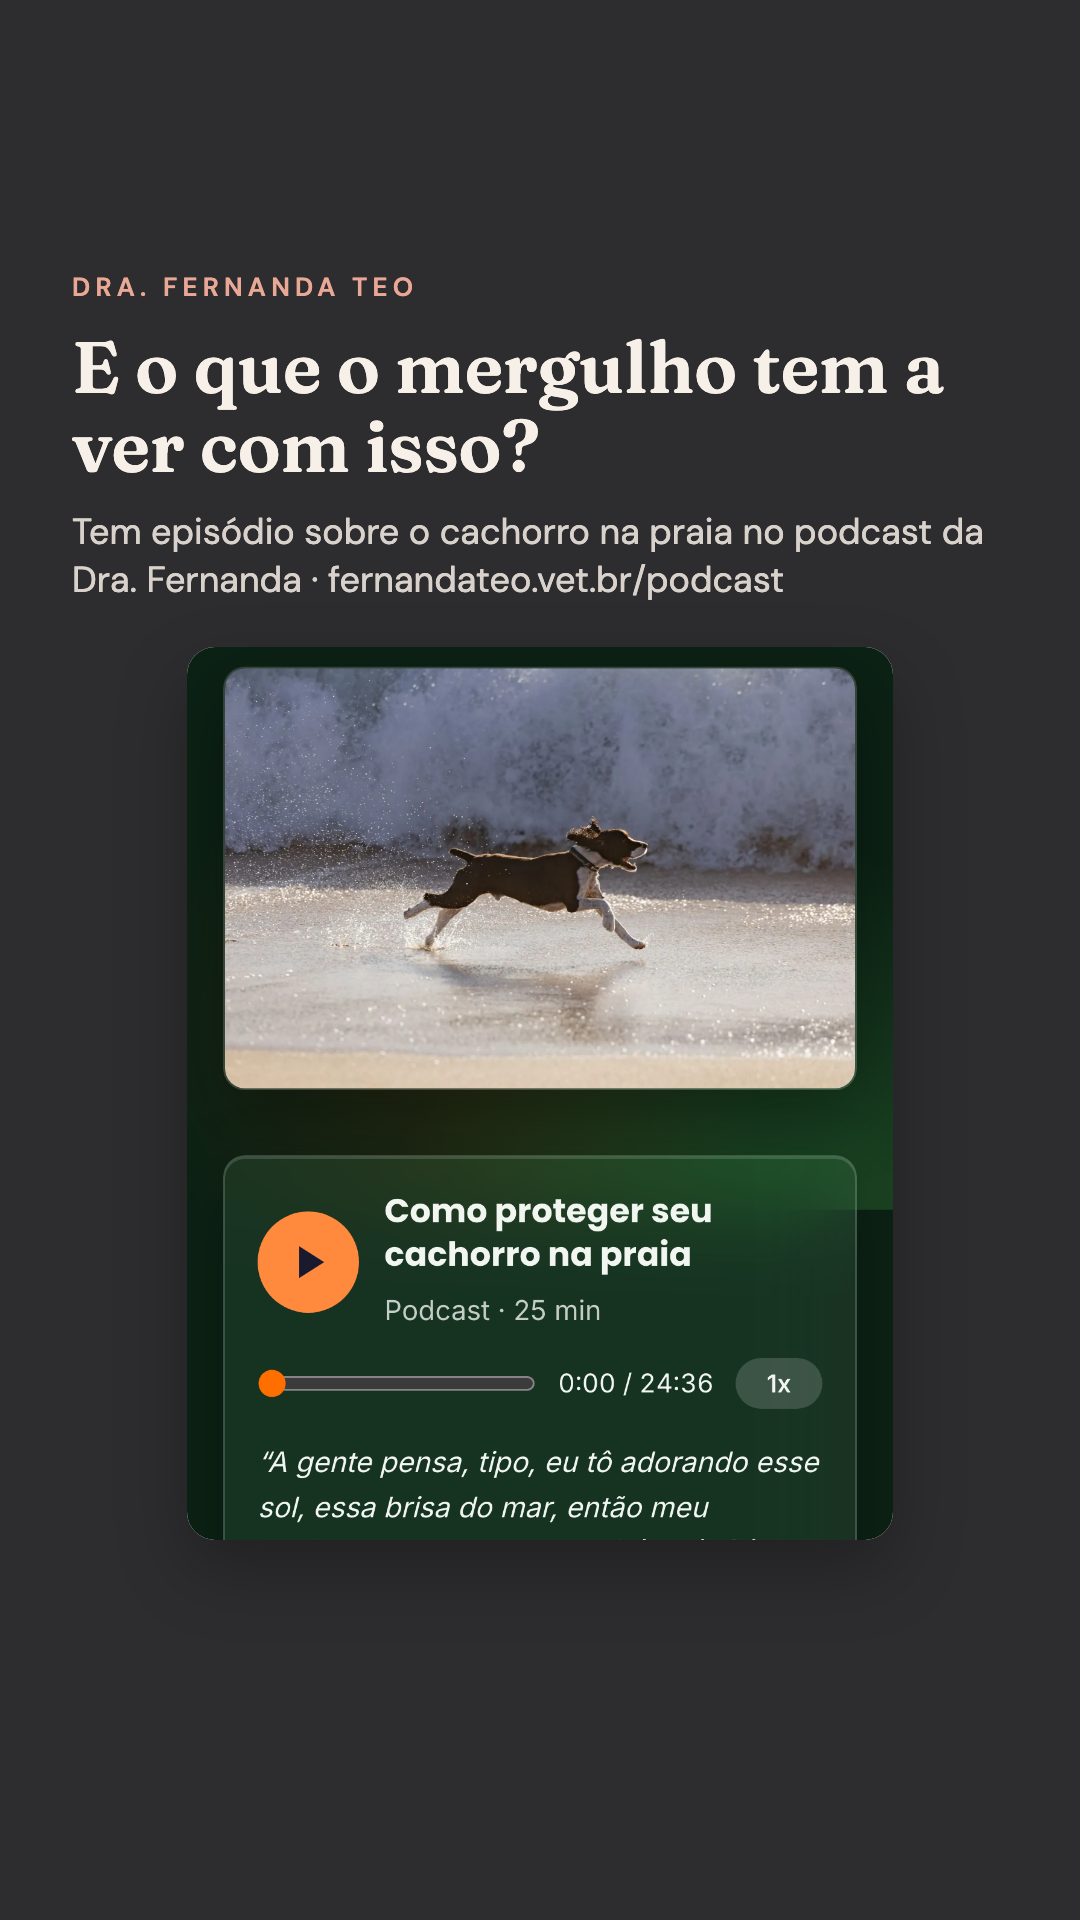 DRA. FERNANDA TEO
E o que o mergulho tem a
ver com isso?
Tem episódio sobre o cachorro na praia no podcast da
Dra. Fernanda · fernandateo.vet.br/podcast
Como proteger seu
cachorro na praia
Podcast · 25 min
0:00 / 24:36
1x
“A gente pensa, tipo, eu tô adorando esse
sol, essa brisa do mar, então meu